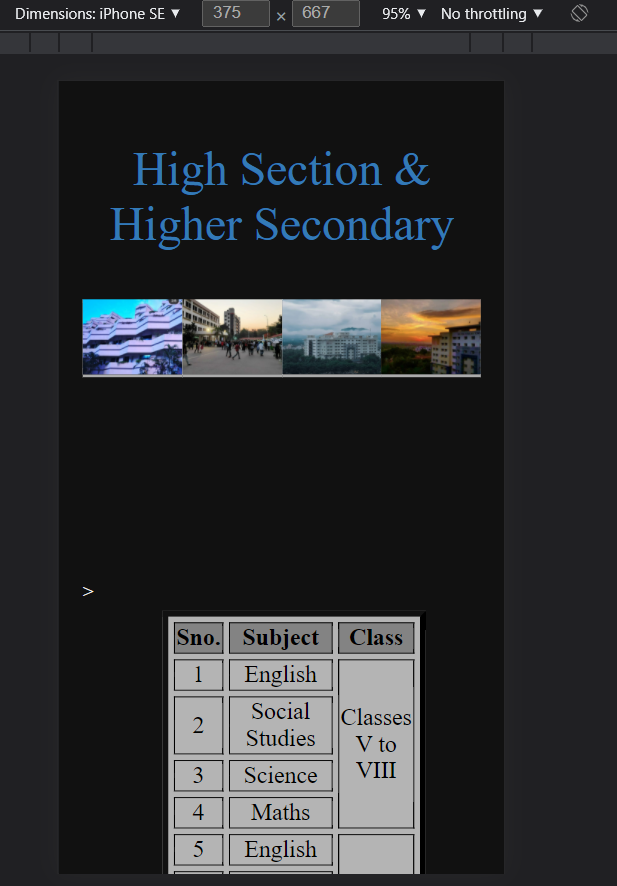 Dimensions: iPhone SE ▼ 375 × 667 95% ▼ No throttling ▼
High Section &
Higher Secondary
>
Sno. Subject Class
1 English
2 Social Studies
Classes V to VIII
3 Science
4 Maths
5 English